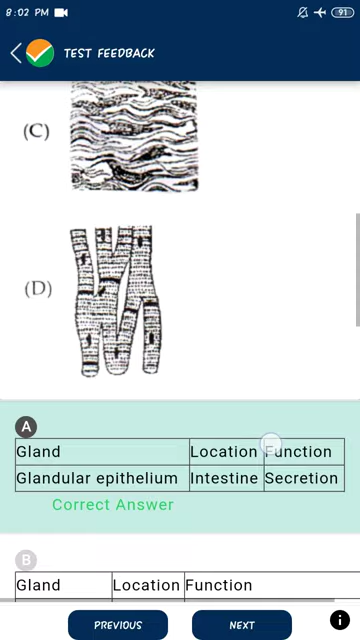 8:02 PM
91
TEST FEEDBACK
(C)
(D)
A
Gland Location Function
Glandular epithelium Intestine Secretion
Correct Answer
B
Gland Location Function
PREVIOUS NEXT
i